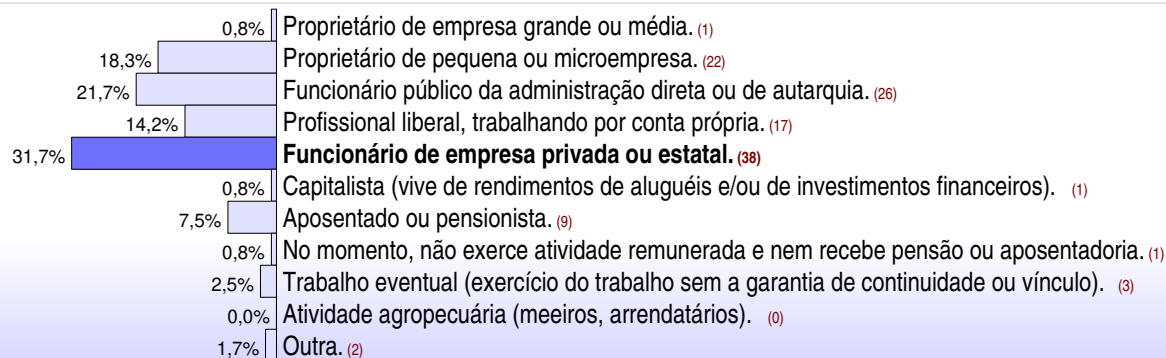 0,8% Proprietário de empresa grande ou média. (1)
18,3% Proprietário de pequena ou microempresa. (22)
21,7% Funcionário público da administração direta ou de autarquia. (26)
14,2% Profissional liberal, trabalhando por conta própria. (17)
31,7% Funcionário de empresa privada ou estatal. (38)
0,8% Capitalista (vive de rendimentos de aluguéis e/ou de investimentos financeiros). (1)
7,5% Aposentado ou pensionista. (9)
0,8% No momento, não exerce atividade remunerada e nem recebe pensão ou aposentadoria. (1)
2,5% Trabalho eventual (exercício do trabalho sem a garantia de continuidade ou vínculo). (3)
0,0% Atividade agropecuária (meeiros, arrendatários). (0)
1,7% Outra. (2)